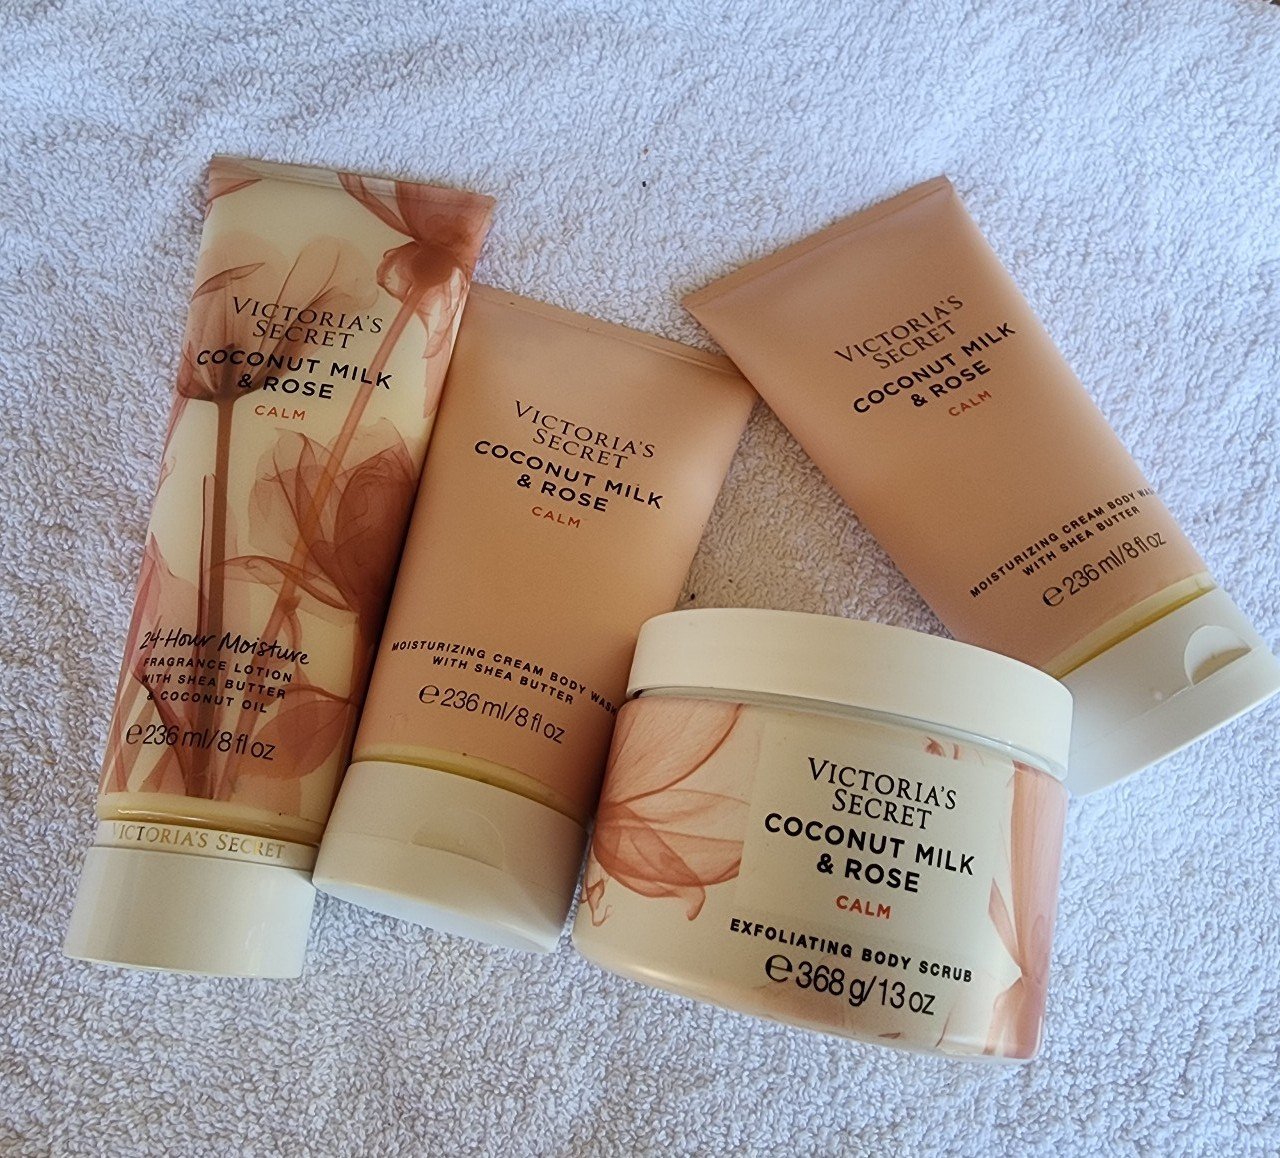 VICTORIA'S
SECRET
COCONUT MILK
& ROSE
CALM
24-Hour Moisture
FRAGRANCE LOTION
WITH SHEA BUTTER
& COCONUT OIL
℮236 ml/8 fl oz
VICTORIA'S SECRET
VICTORIA'S
SECRET
COCONUT MILK
& ROSE
CALM
MOISTURIZING CREAM BODY WASH
WITH SHEA BUTTER
℮236 ml/8 fl oz
VICTORIA'S
SECRET
COCONUT MILK
& ROSE
CALM
MOISTURIZING CREAM BODY WAS
WITH SHEA BUTTER
℮236 ml/8 fl oz
VICTORIA'S
SECRET
COCONUT MILK
& ROSE
CALM
EXFOLIATING BODY SCRUB
℮368 g/13 oz